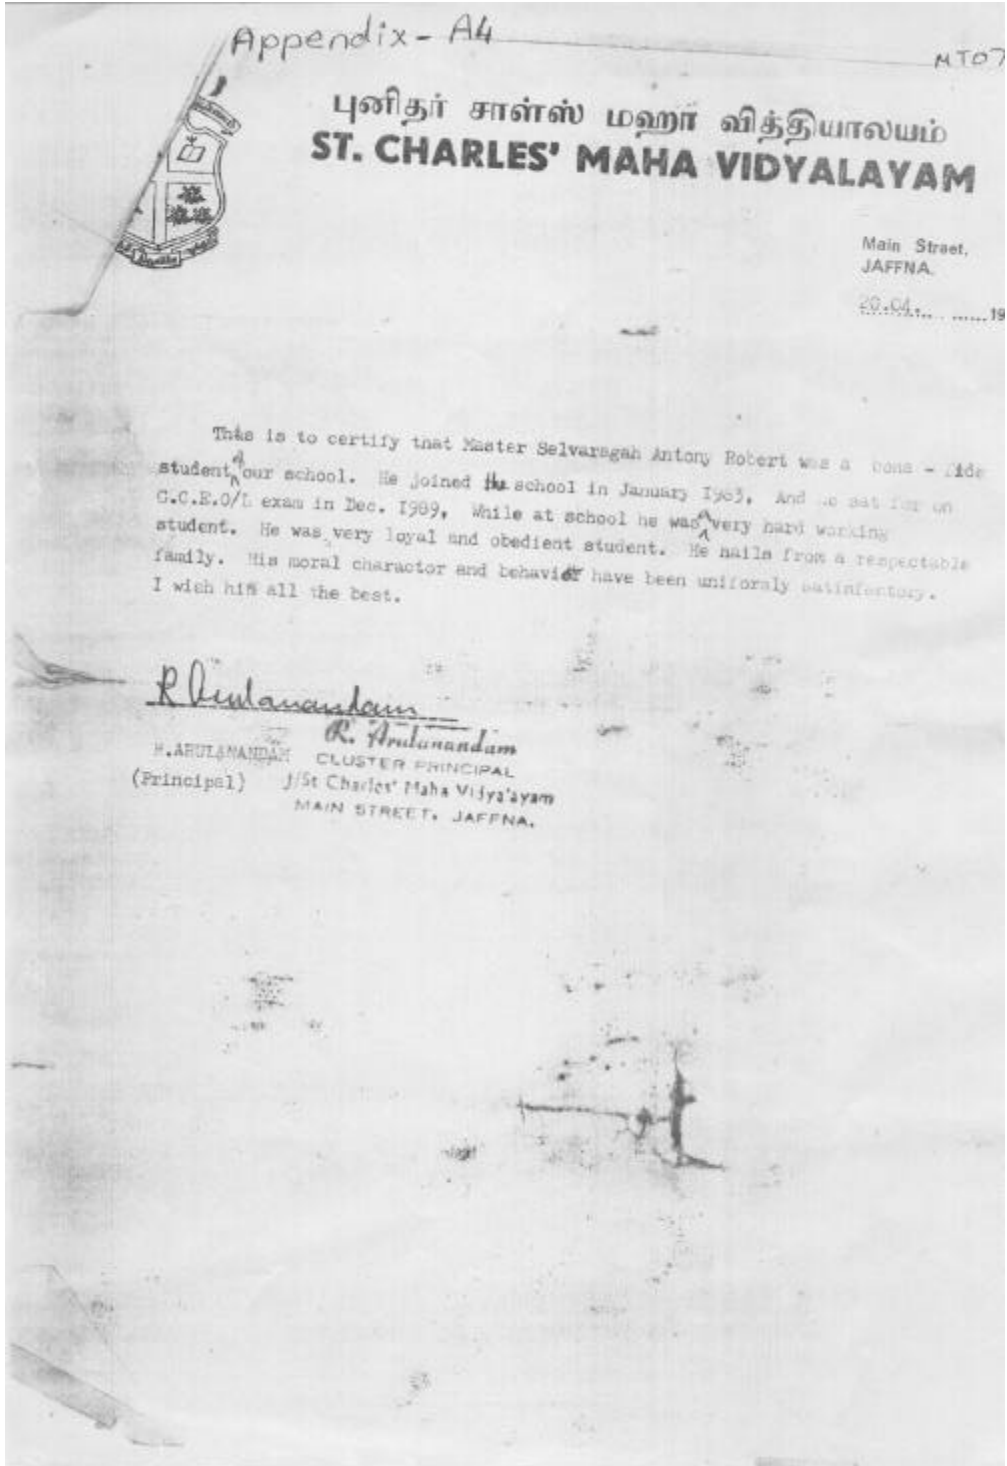 Appendix - A4
MT07
புனிதர் சாள்ஸ் மஹா வித்தியாலயம்
ST. CHARLES' MAHA VIDYALAYAM
Main Street,
JAFFNA.
20.04. 19
This is to certify that Master Selvaragah Antony Robert was a bona - fide
student our school. He joined the school in January 1983, And he sat for on
G.C.E.O/L exam in Dec. 1989, While at school he was very hard working
student. He was very loyal and obedient student. He hails from a respectable
family. His moral charactor and behavior have been uniformly satisfactory.
I wish him all the best.
R Arulanandam
R. Arulanandam
R.ARULANANDAM CLUSTER PRINCIPAL
(Principal) J/St Charles' Maha Vidya'ayam
MAIN STREET, JAFFNA.